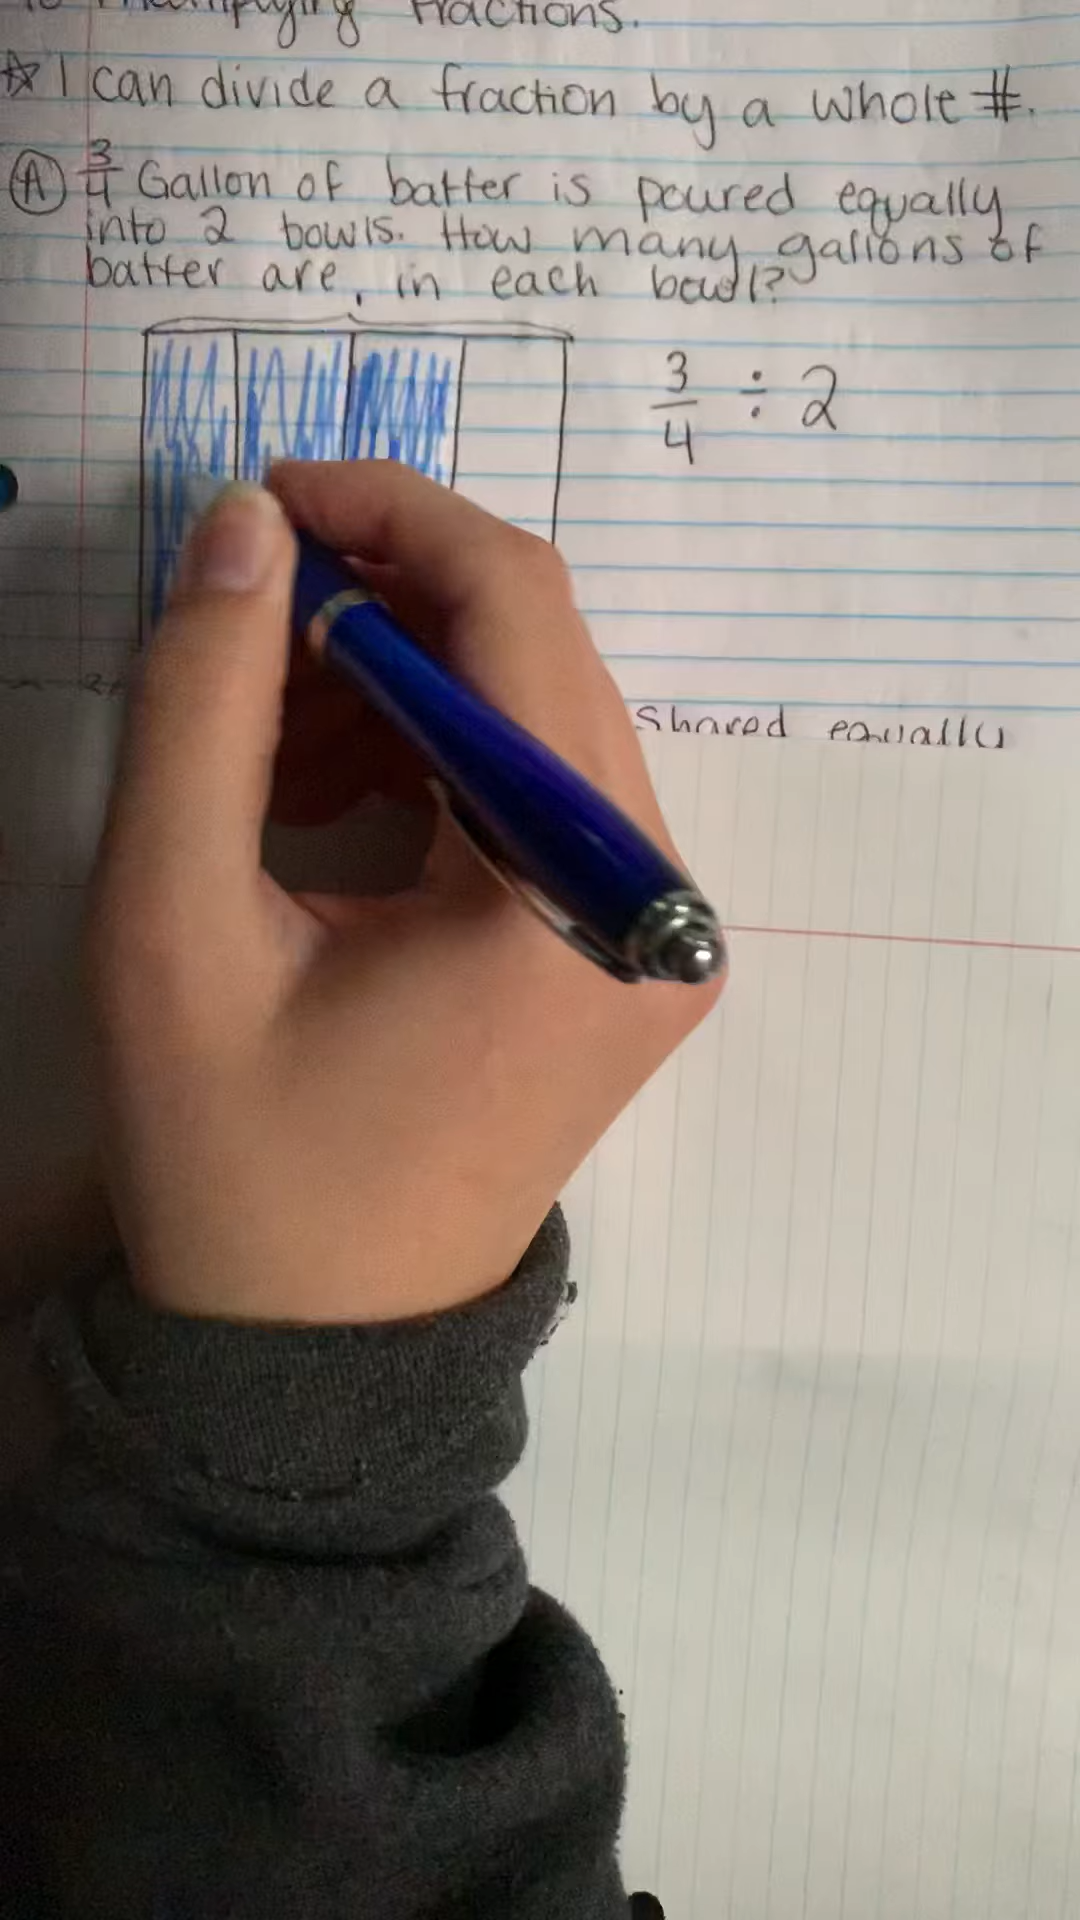 Fractions.
☆ I can divide a fraction by a whole #.
Ⓐ 3/4 Gallon of batter is poured equally
into 2 bowls. How many gallons of
batter are, in each bowl?
3/4 ÷ 2
Shared equally